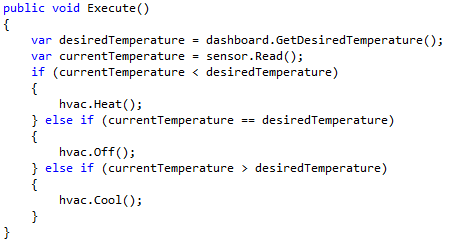 public void Execute()
{
    var desiredTemperature = dashboard.GetDesiredTemperature();
    var currentTemperature = sensor.Read();
    if (currentTemperature < desiredTemperature)
    {
        hvac.Heat();
    } else if (currentTemperature == desiredTemperature)
    {
        hvac.Off();
    } else if (currentTemperature > desiredTemperature)
    {
        hvac.Cool();
    }
}